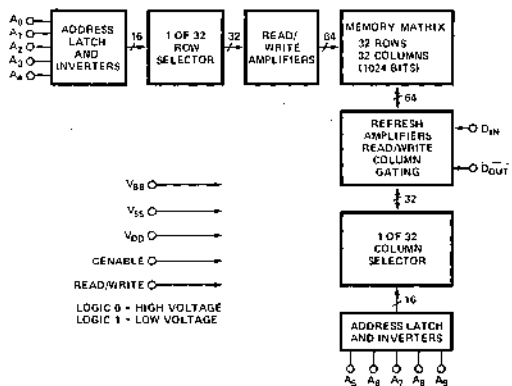 A0
A1
A2
A3
A4
ADDRESS
LATCH
AND
INVERTERS
16
1 OF 32
ROW
SELECTOR
32
READ/
WRITE
AMPLIFIERS
64
MEMORY MATRIX
32 ROWS
32 COLUMNS
(1024 BITS)
64
REFRESH
AMPLIFIERS
READ/WRITE
COLUMN
GATING
DIN
DOUT
32
1 OF 32
COLUMN
SELECTOR
16
ADDRESS LATCH
AND INVERTERS
A5 A6 A7 A8 A9
VBB
VSS
VDD
CENABLE
READ/WRITE
LOGIC 0 = HIGH VOLTAGE
LOGIC 1 = LOW VOLTAGE